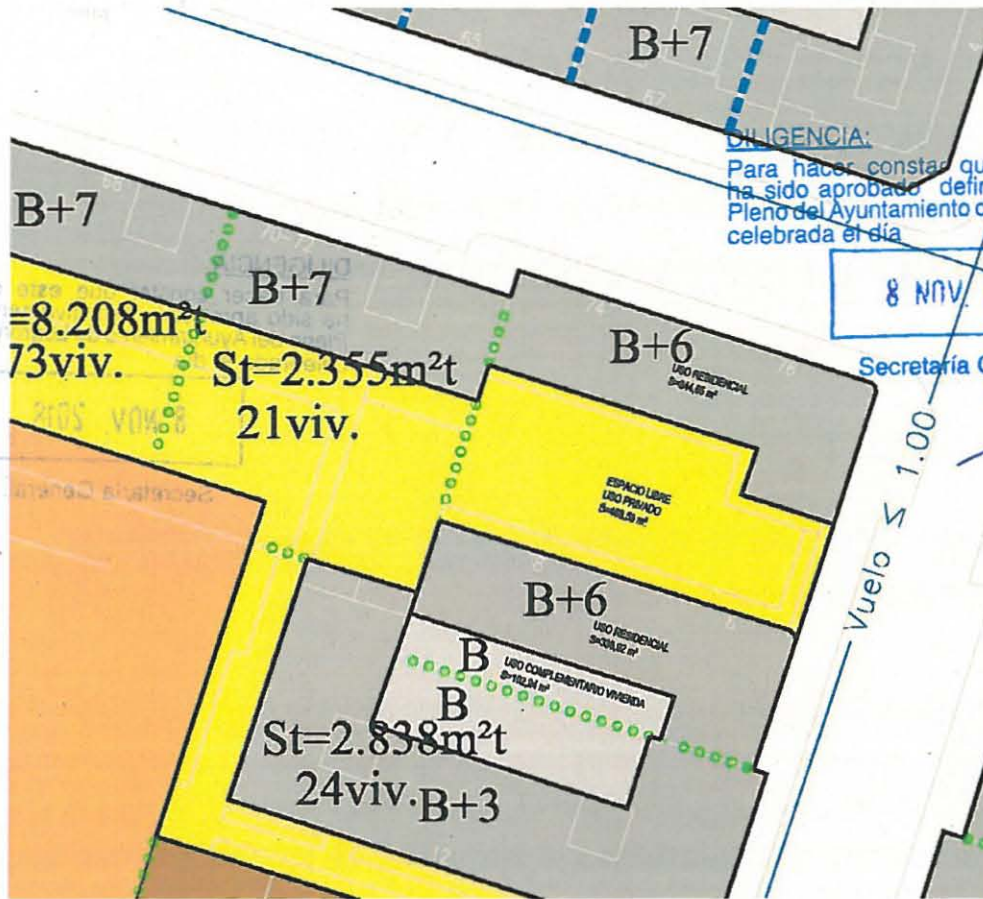 B+7
DILIGENCIA:
Para hacer constar qu
ha sido aprobado defin
Pleno del Ayuntamiento d
celebrada el día
8 NOV.
Secretaría G
B+7
B+7
=8.208m²t
73viv.
St=2.355m²t
21viv.
B+6
USO RESIDENCIAL
Vuelo ≤ 1.00
ESPACIO LIBRE
USO PRIVADO
B+6
USO RESIDENCIAL
B
USO COMPLEMENTARIO VIVIENDA
B
St=2.838m²t
24viv.
B+3
12